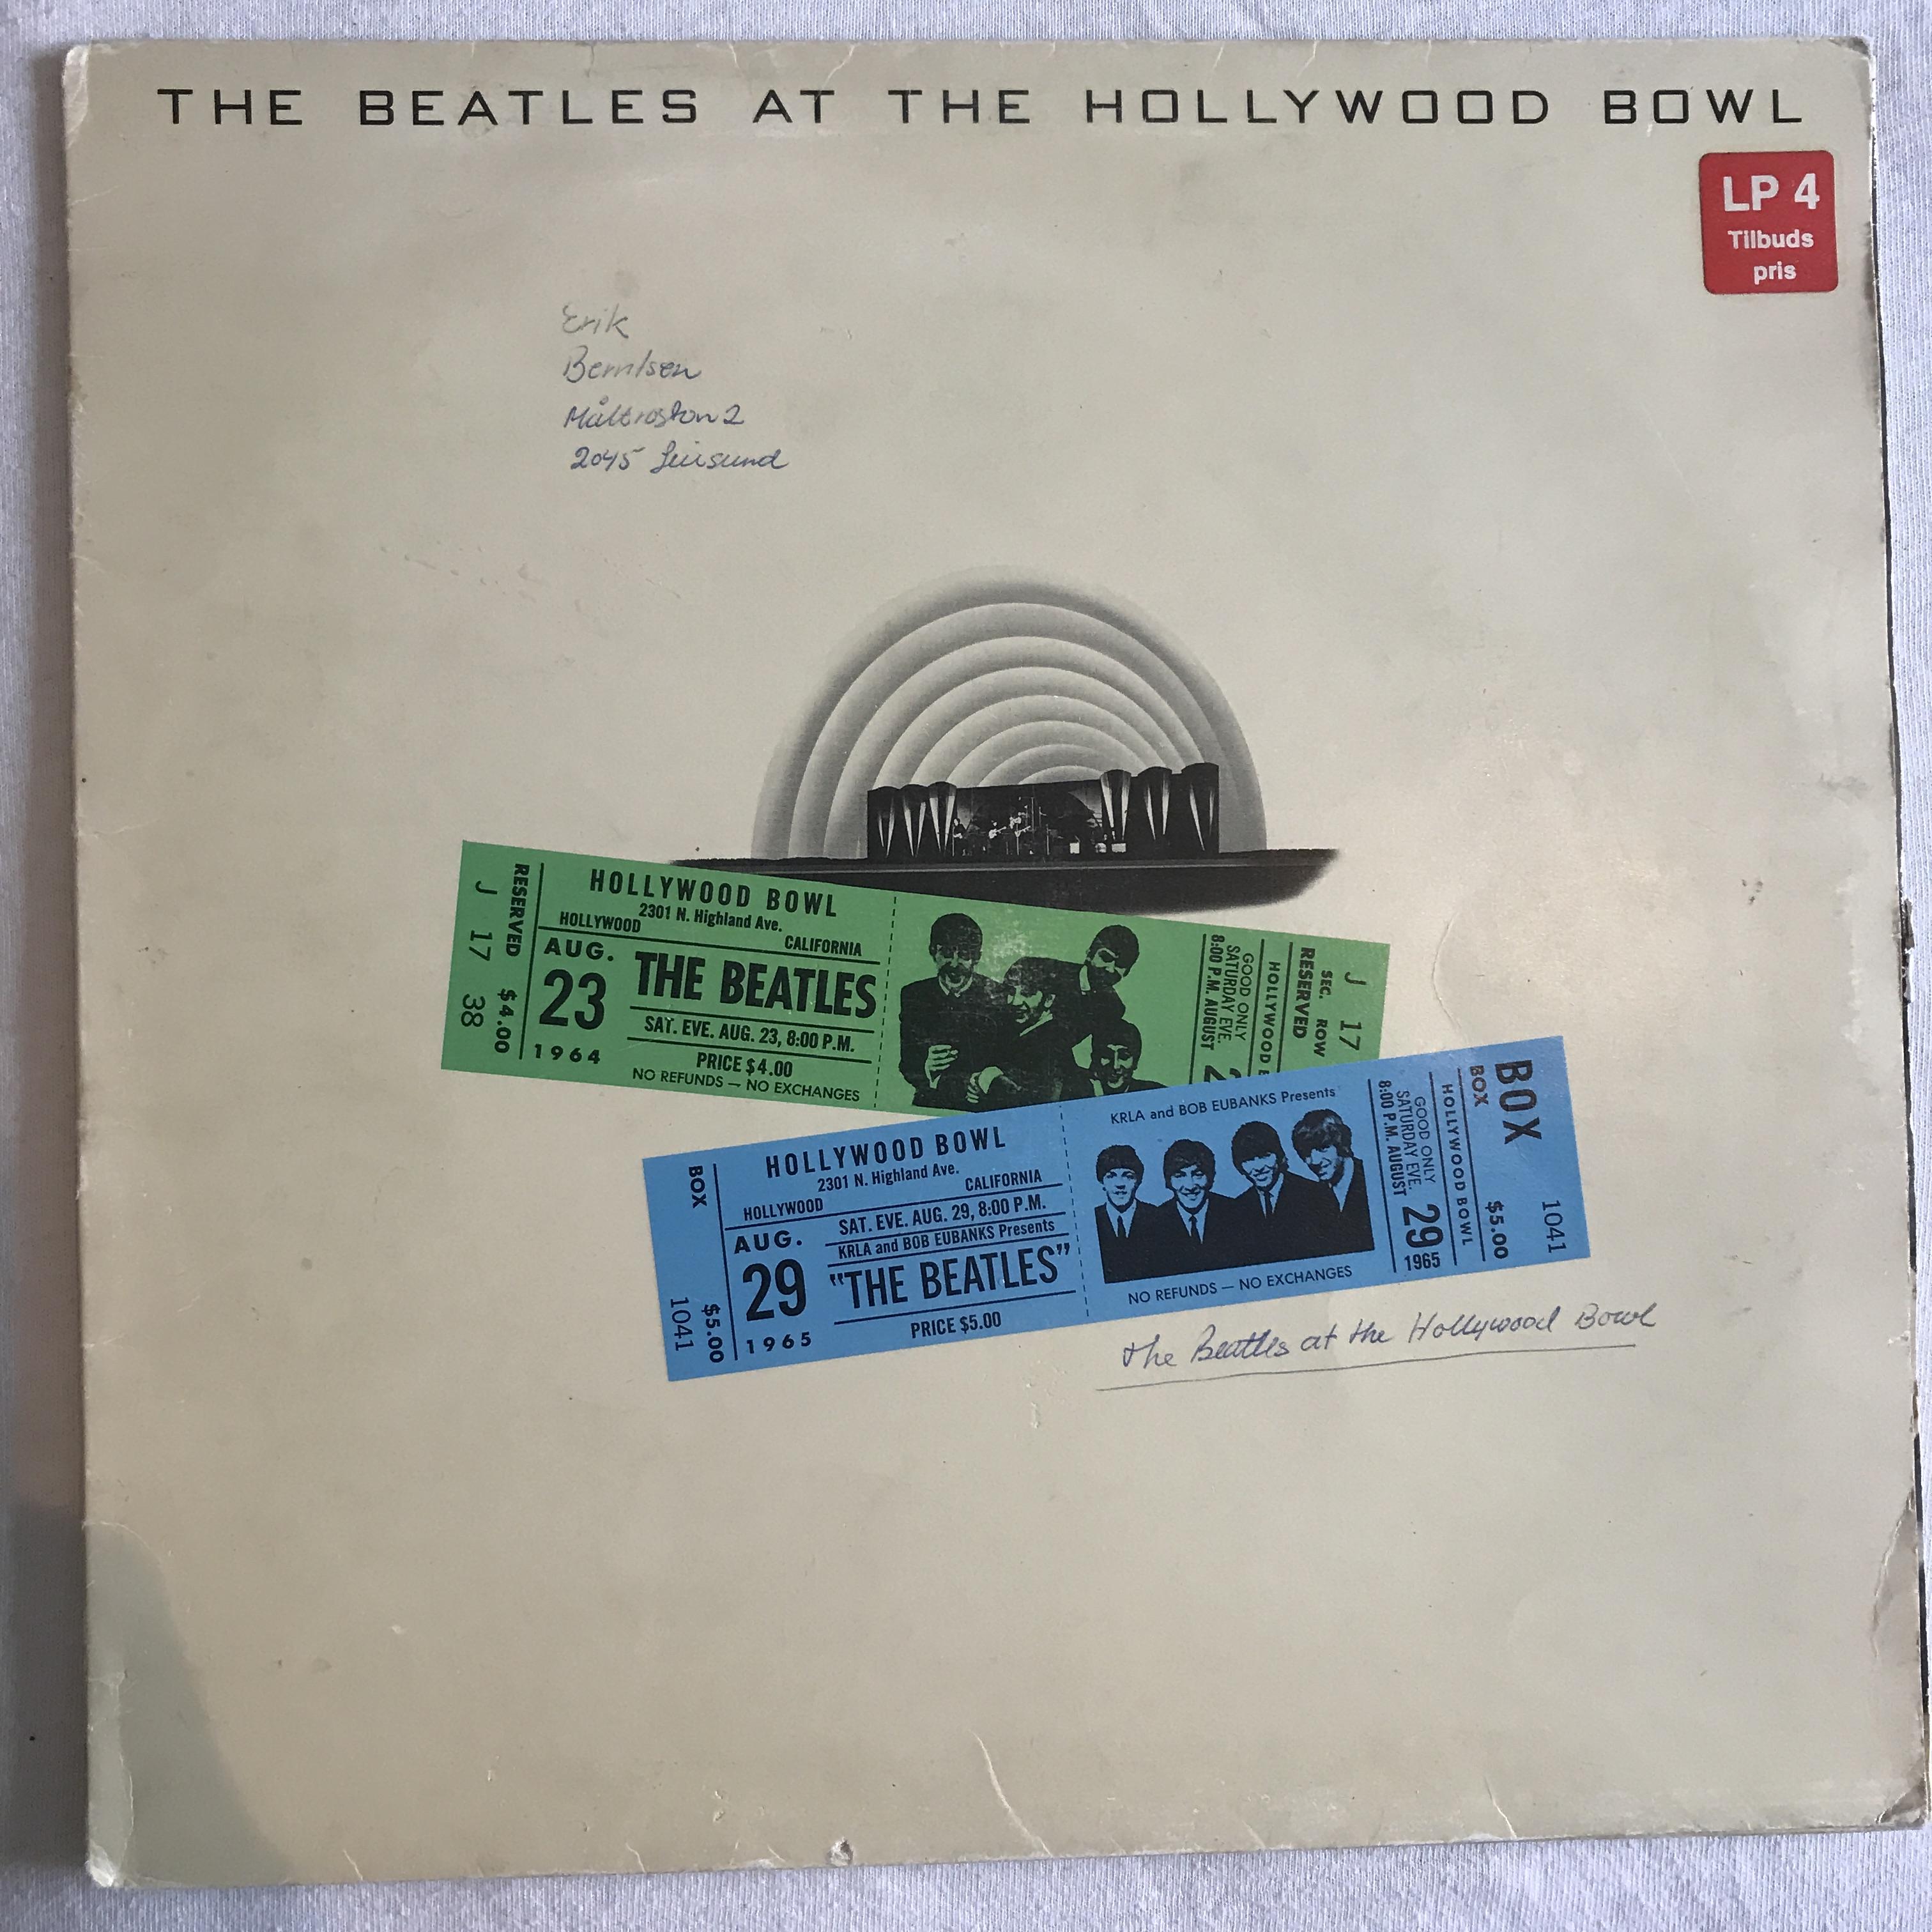 THE BEATLES AT THE HOLLYWOOD BOWL
LP 4
Tilbuds
pris
Erik
Berntsen
2045
RESERVED $4.00
J 17 38
HOLLYWOOD BOWL
2301 N. Highland Ave.
HOLLYWOOD CALIFORNIA
AUG.
23
1964
THE BEATLES
SAT. EVE. AUG. 23, 8:00 P.M.
PRICE $4.00
NO REFUNDS — NO EXCHANGES
8:00 P.M. AUGUST 2
SATURDAY EVE.
GOOD ONLY
HOLLYWOOD B
RESERVED
SEC. ROW
J 17
BOX $5.00
1041
HOLLYWOOD BOWL
2301 N. Highland Ave.
HOLLYWOOD CALIFORNIA
AUG.
29
1965
SAT. EVE. AUG. 29, 8:00 P.M.
KRLA and BOB EUBANKS Presents
"THE BEATLES"
PRICE $5.00
KRLA and BOB EUBANKS Presents
NO REFUNDS — NO EXCHANGES
8:00 P.M. AUGUST
SATURDAY EVE.
GOOD ONLY
29
1965
HOLLYWOOD BOWL
BOX $5.00
BOX
1041
The Beatles at the Hollywood Bowl